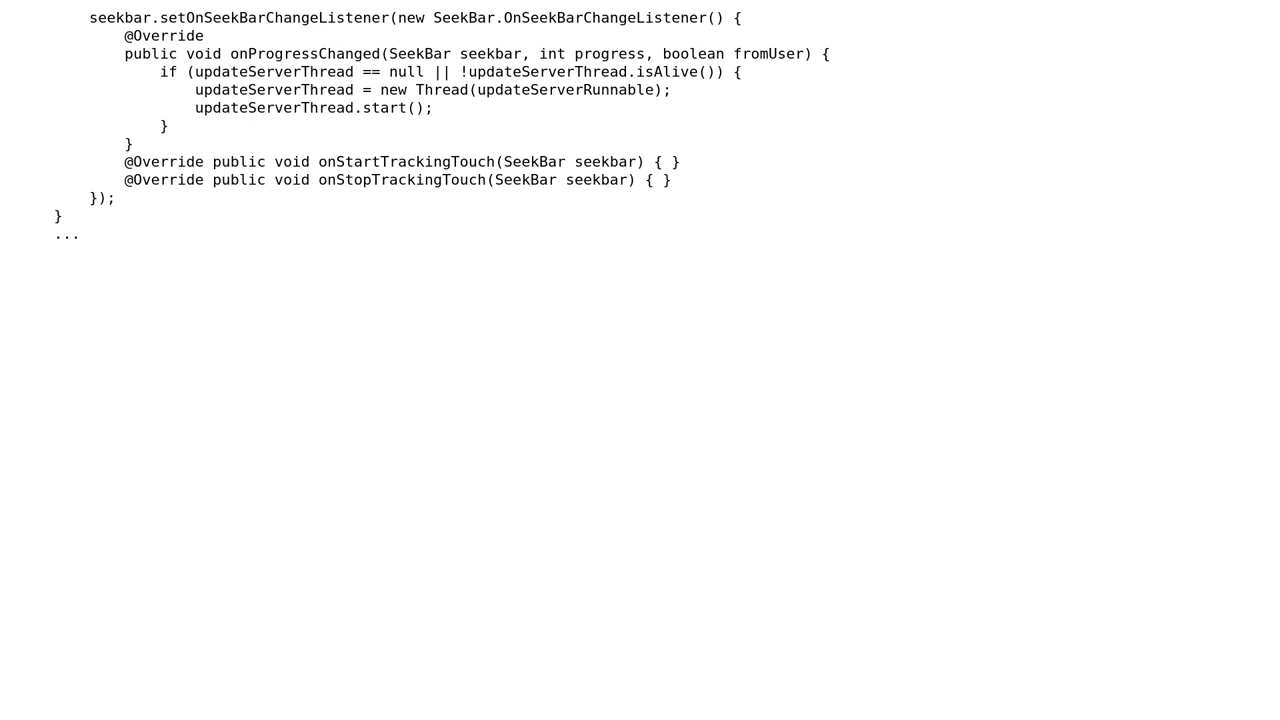 seekbar.setOnSeekBarChangeListener(new SeekBar.OnSeekBarChangeListener() {
        @Override
        public void onProgressChanged(SeekBar seekbar, int progress, boolean fromUser) {
            if (updateServerThread == null || !updateServerThread.isAlive()) {
                updateServerThread = new Thread(updateServerRunnable);
                updateServerThread.start();
            }
        }
        @Override public void onStartTrackingTouch(SeekBar seekbar) { }
        @Override public void onStopTrackingTouch(SeekBar seekbar) { }
    });
}
...